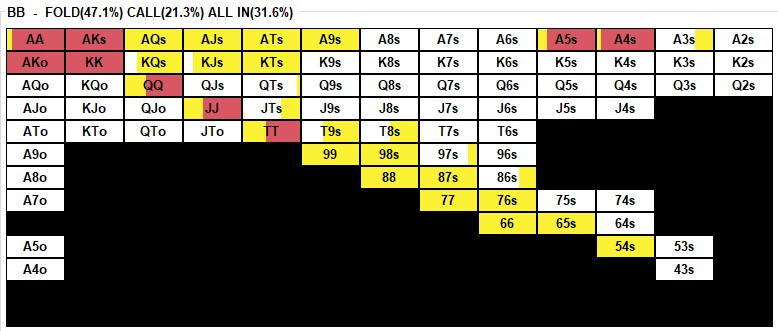 BB - FOLD(47.1%) CALL(21.3%) ALL IN(31.6%)
AA AKs AQs AJs ATs A9s A8s A7s A6s A5s A4s A3s A2s
AKo KK KQs KJs KTs K9s K8s K7s K6s K5s K4s K3s K2s
AQo KQo QQ QJs QTs Q9s Q8s Q7s Q6s Q5s Q4s Q3s Q2s
AJo KJo QJo JJ JTs J9s J8s J7s J6s J5s J4s
ATo KTo QTo JTo TT T9s T8s T7s T6s
A9o 99 98s 97s 96s
A8o 88 87s 86s
A7o 77 76s 75s 74s
66 65s 64s
A5o 54s 53s
A4o 43s